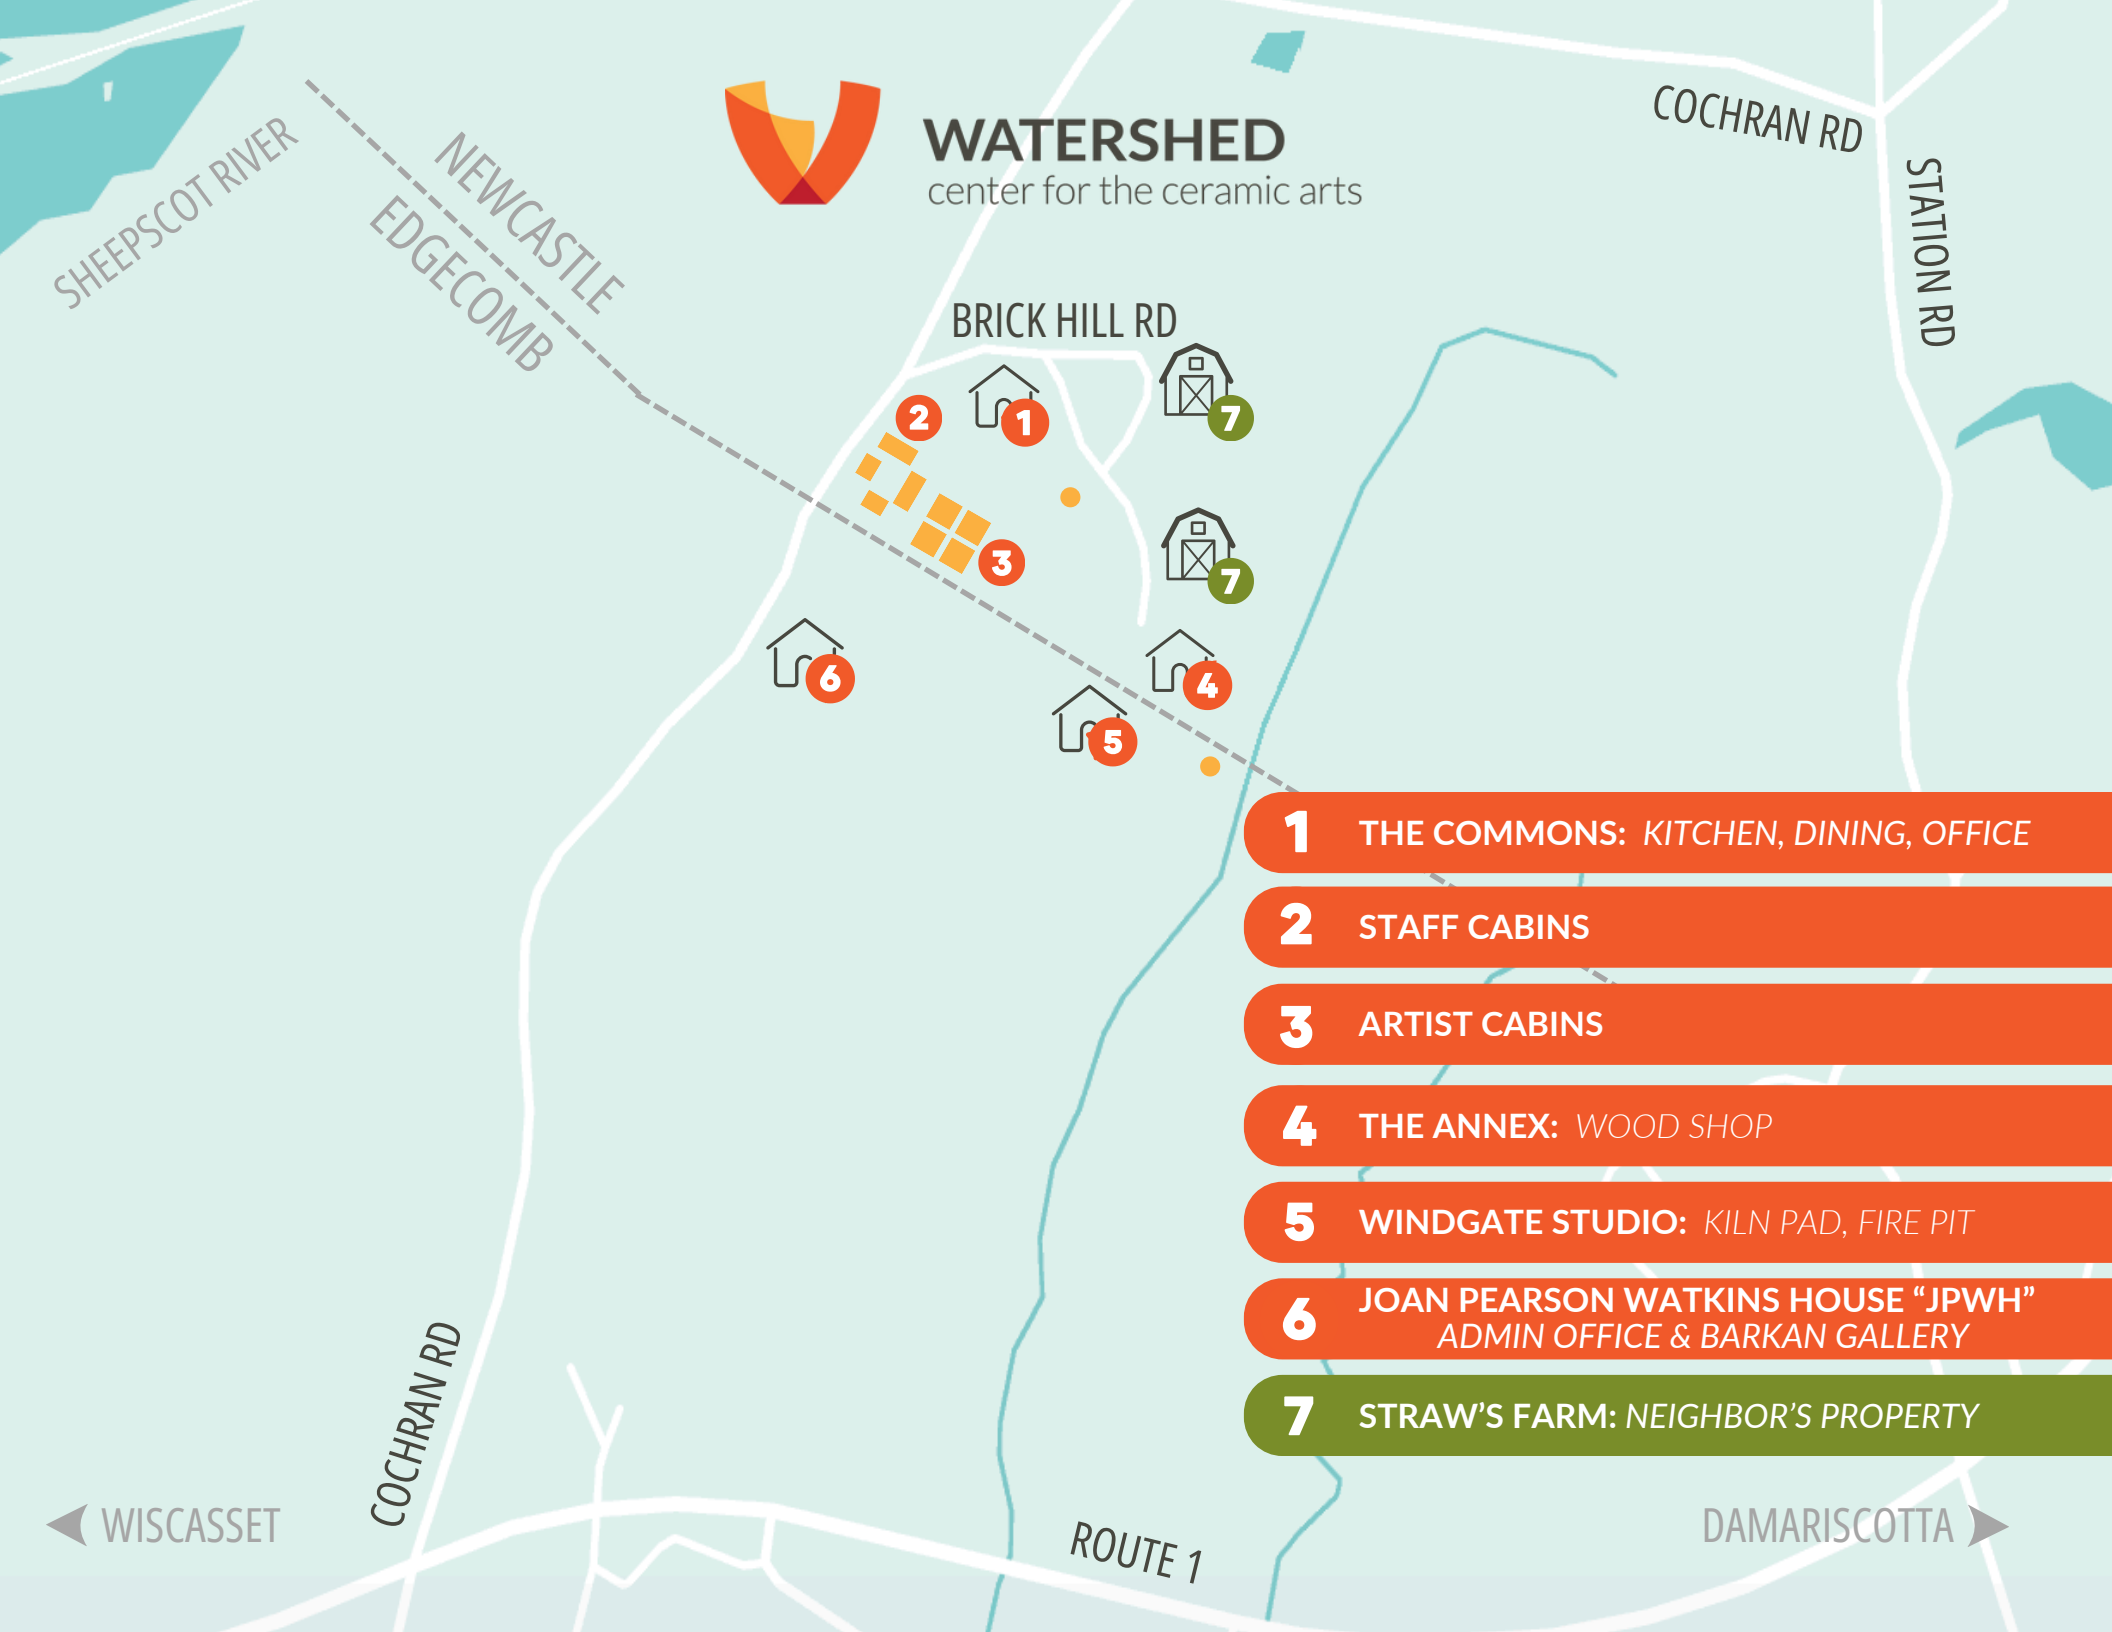 WATERSHED
center for the ceramic arts
COCHRAN RD
STATION RD
SHEEPSCOT RIVER
NEWCASTLE
EDGECOMB
BRICK HILL RD
2
1
7
3
7
6
4
5
1 THE COMMONS: KITCHEN, DINING, OFFICE
2 STAFF CABINS
3 ARTIST CABINS
4 THE ANNEX: WOOD SHOP
5 WINDGATE STUDIO: KILN PAD, FIRE PIT
6 JOAN PEARSON WATKINS HOUSE “JPWH”
ADMIN OFFICE & BARKAN GALLERY
7 STRAW’S FARM: NEIGHBOR’S PROPERTY
COCHRAN RD
WISCASSET
ROUTE 1
DAMARISCOTTA